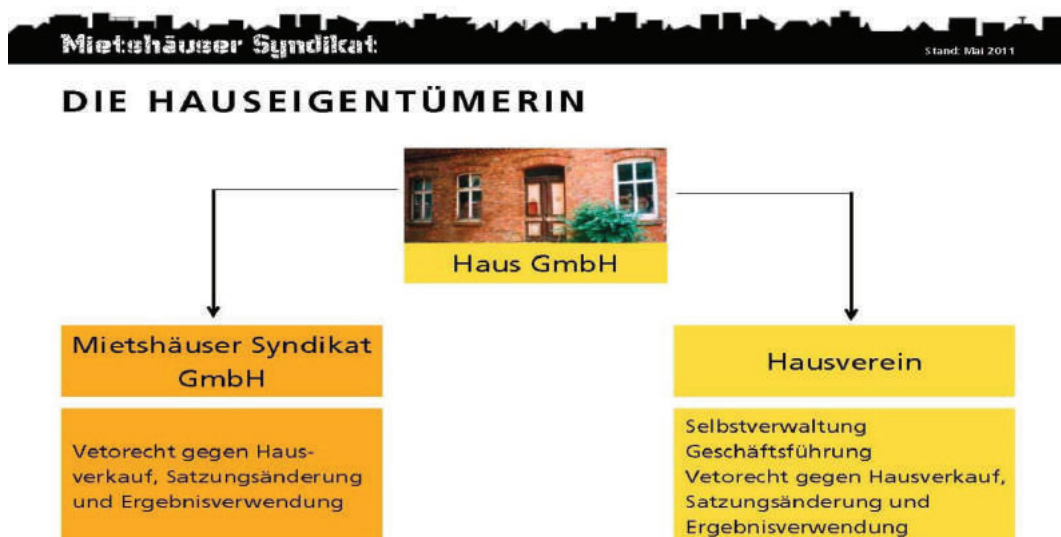 Mietshäuser Syndikat
Stand: Mai 2011
DIE HAUSEIGENTÜMERIN
Haus GmbH
Mietshäuser Syndikat
GmbH
Hausverein
Vetorecht gegen Haus-
verkauf, Satzungsänderung
und Ergebnisverwendung
Selbstverwaltung
Geschäftsführung
Vetorecht gegen Hausverkauf,
Satzungsänderung und
Ergebnisverwendung